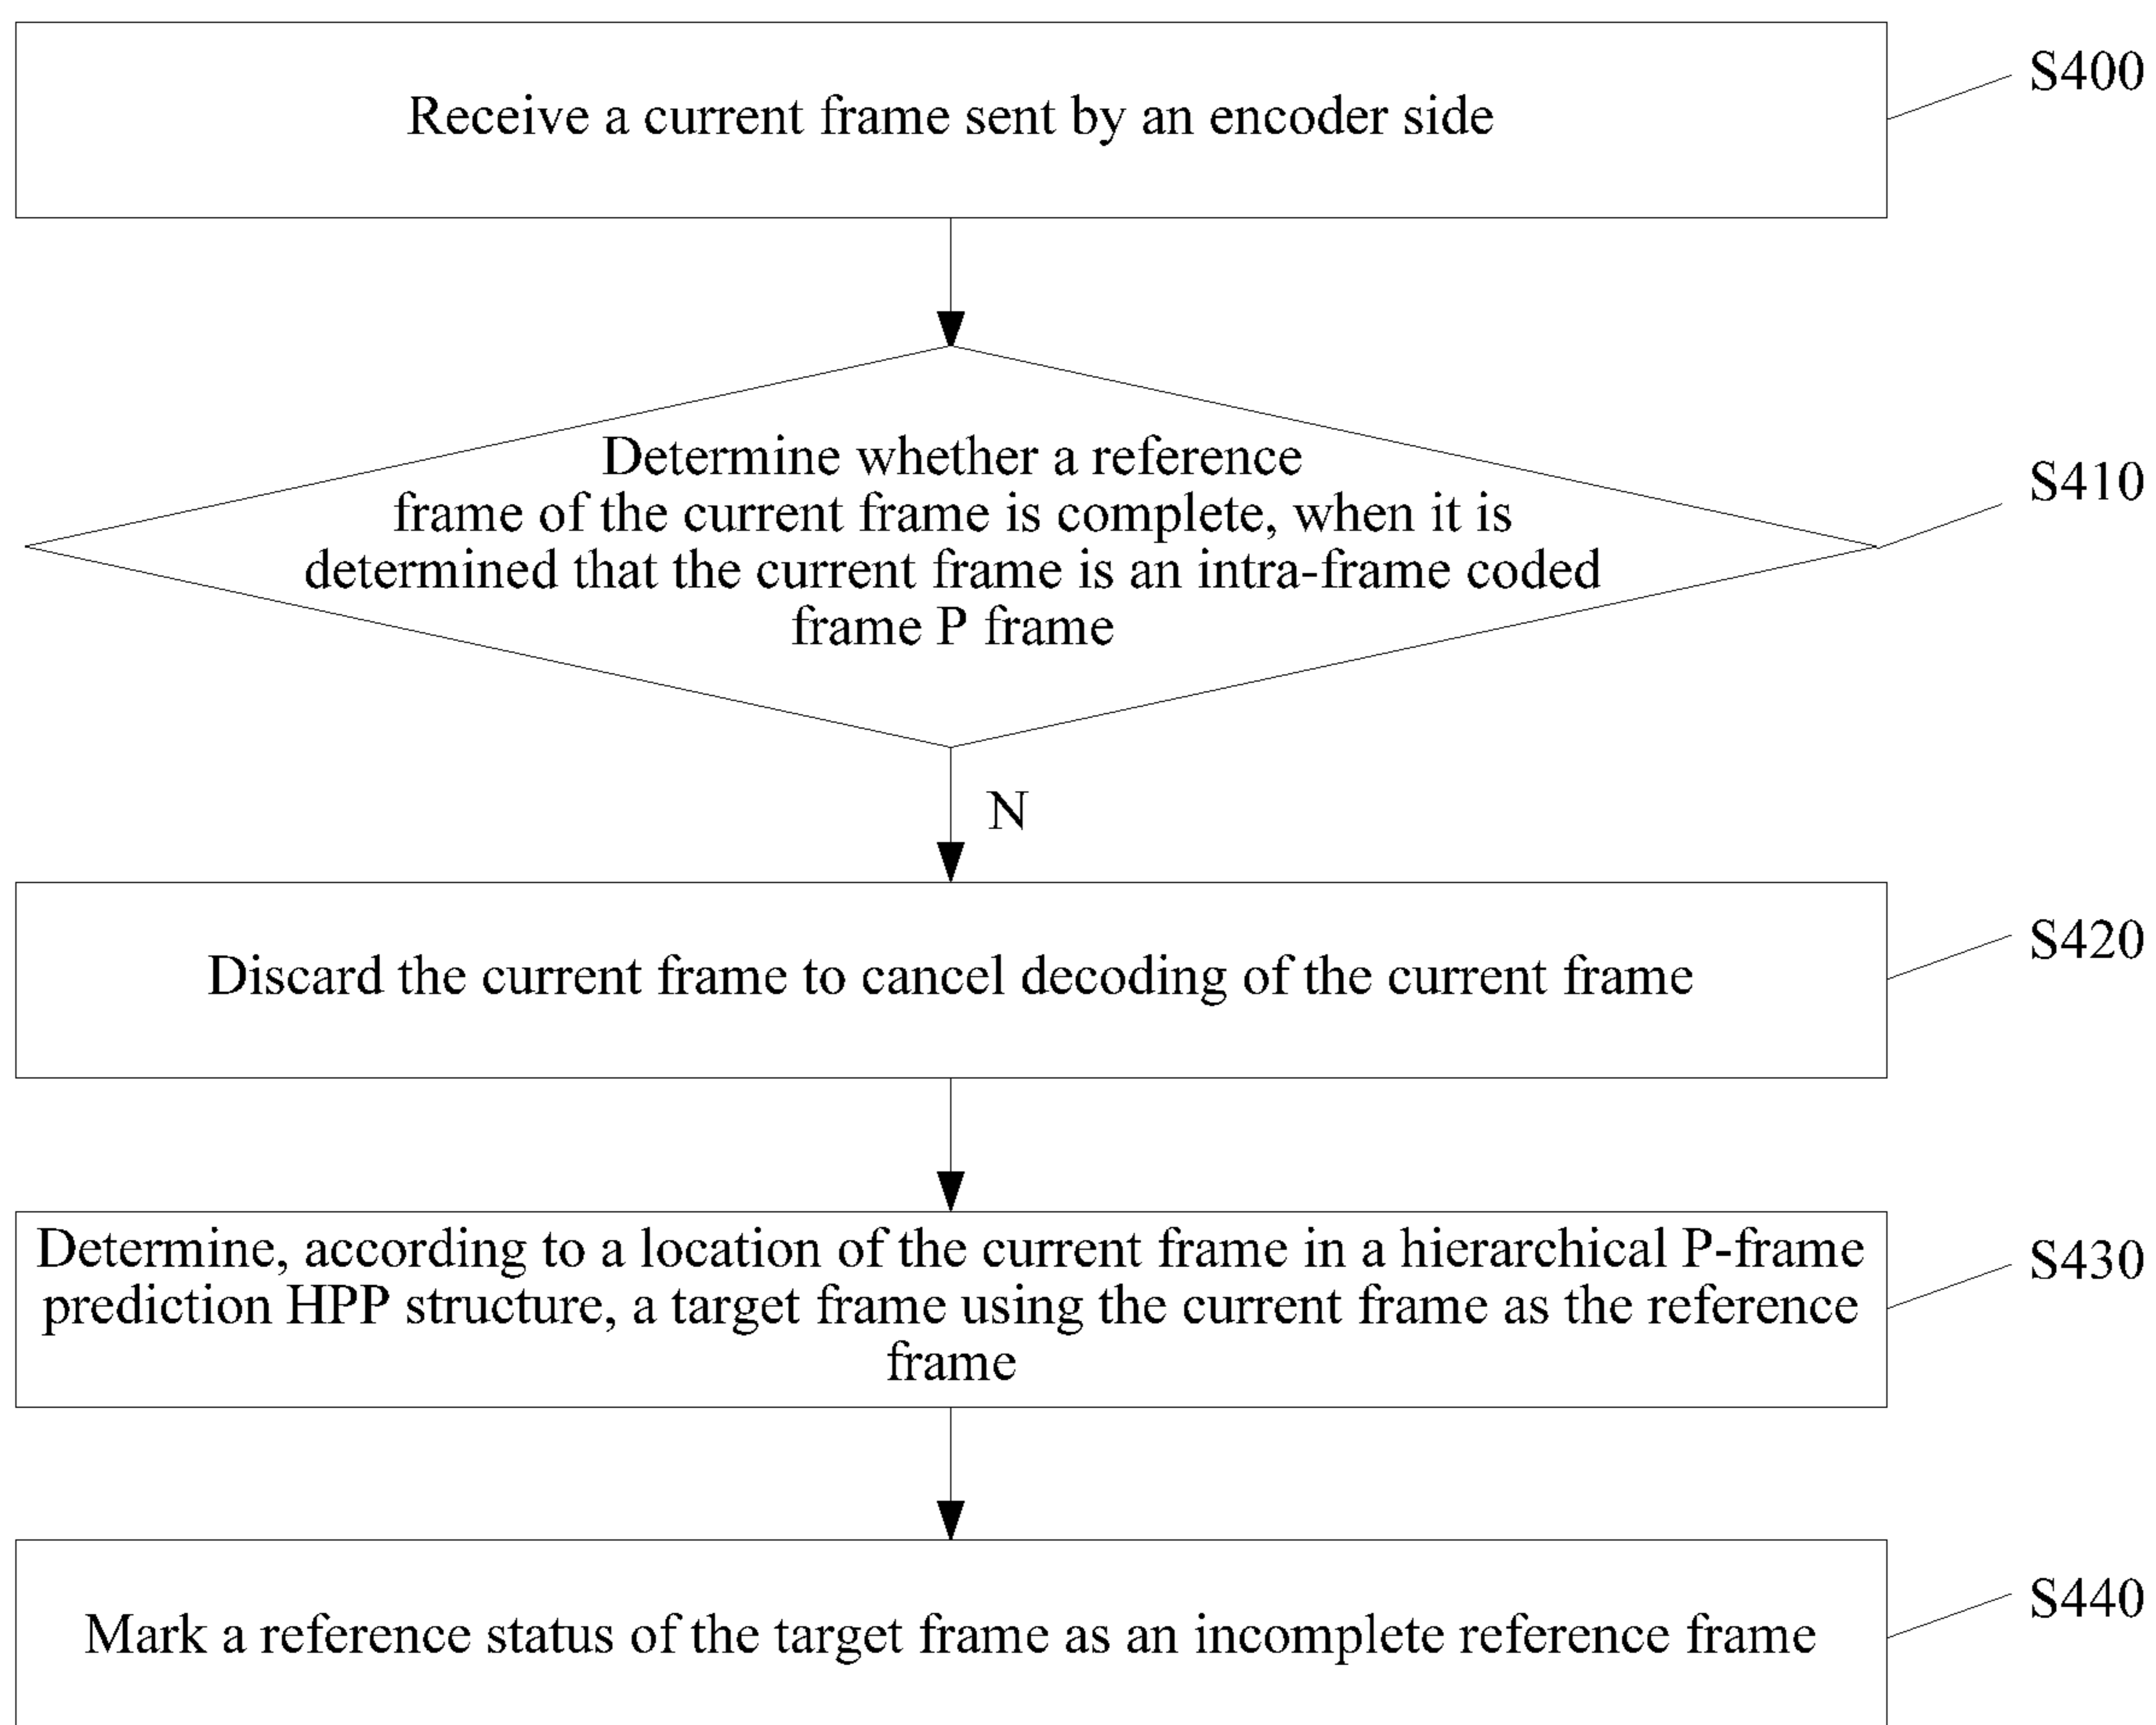 Receive a current frame sent by an encoder side
S400
Determine whether a reference
frame of the current frame is complete, when it is
determined that the current frame is an intra-frame coded
frame P frame
S410
N
Discard the current frame to cancel decoding of the current frame
S420
Determine, according to a location of the current frame in a hierarchical P-frame
prediction HPP structure, a target frame using the current frame as the reference
frame
S430
Mark a reference status of the target frame as an incomplete reference frame
S440